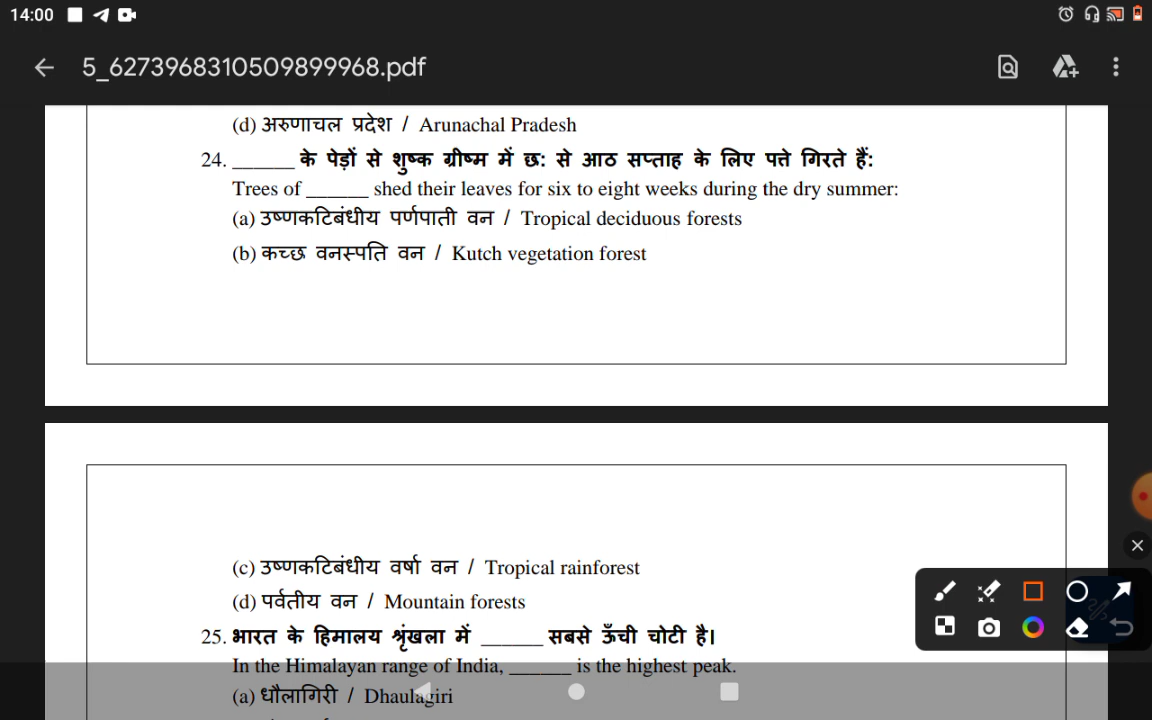 14:00
5_6273968310509899968.pdf
(d) अरुणाचल प्रदेश / Arunachal Pradesh
24. ______ के पेड़ों से शुष्क ग्रीष्म में छ: से आठ सप्ताह के लिए पत्ते गिरते हैं:
Trees of ______ shed their leaves for six to eight weeks during the dry summer:
(a) उष्णकटिबंधीय पर्णपाती वन / Tropical deciduous forests
(b) कच्छ वनस्पति वन / Kutch vegetation forest
(c) उष्णकटिबंधीय वर्षा वन / Tropical rainforest
(d) पर्वतीय वन / Mountain forests
25. भारत के हिमालय श्रृंखला में ______ सबसे ऊँची चोटी है।
In the Himalayan range of India, ______ is the highest peak.
(a) धौलागिरी / Dhaulagiri